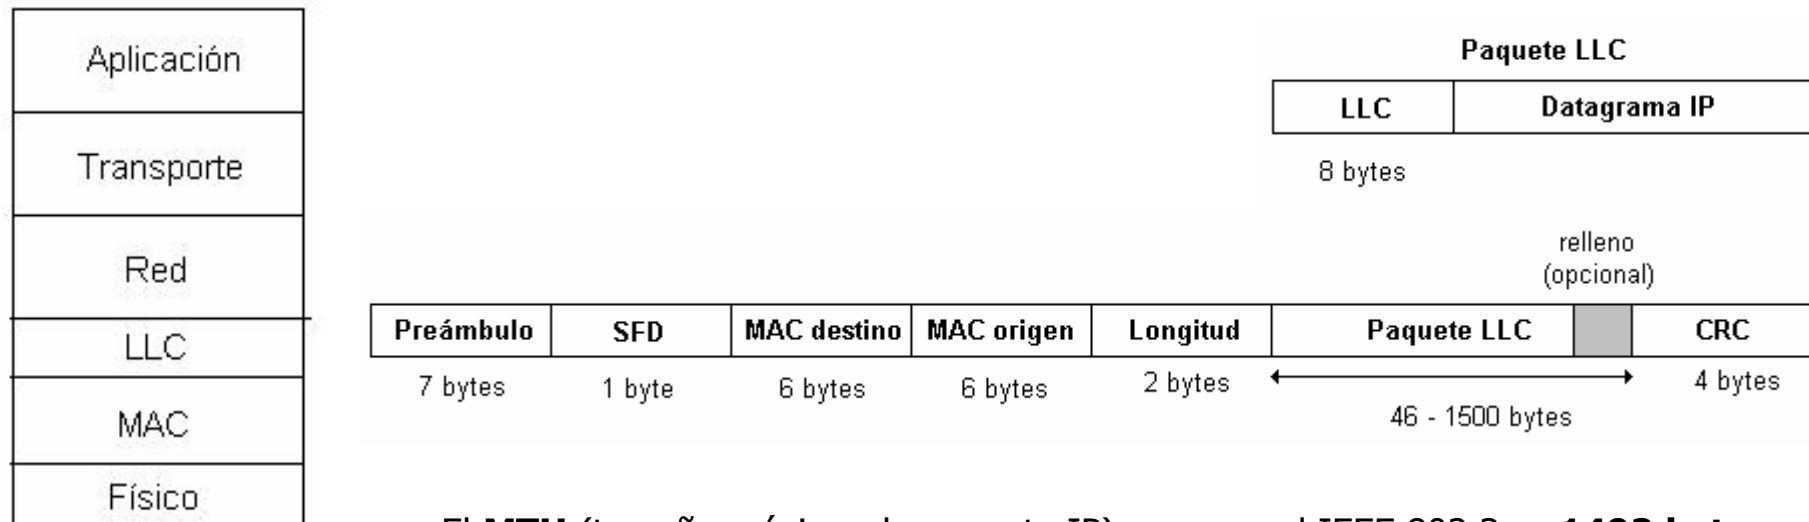 Aplicación
Transporte
Red
LLC
MAC
Físico
Paquete LLC
LLC Datagrama IP
8 bytes
relleno
(opcional)
Preámbulo SFD MAC destino MAC origen Longitud Paquete LLC CRC
7 bytes 1 byte 6 bytes 6 bytes 2 bytes 4 bytes
46 - 1500 bytes
El MTU